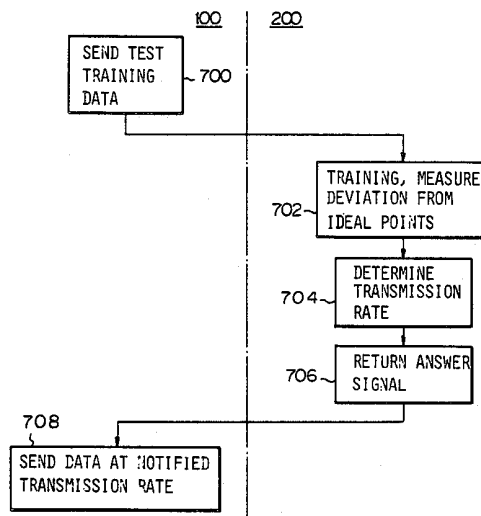 100 200
SEND TEST
TRAINING
DATA
700
TRAINING, MEASURE
DEVIATION FROM
IDEAL POINTS
702
DETERMINE
TRANSMISSION
RATE
704
RETURN ANSWER
SIGNAL
706
708
SEND DATA AT NOTIFIED
TRANSMISSION RATE